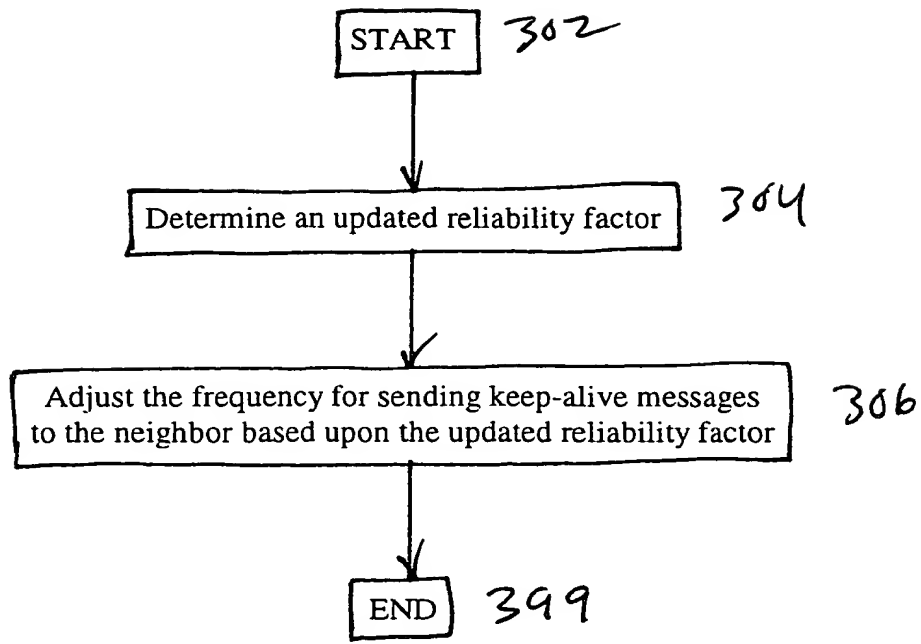 START 302
Determine an updated reliability factor 304
Adjust the frequency for sending keep-alive messages
to the neighbor based upon the updated reliability factor 306
END 399